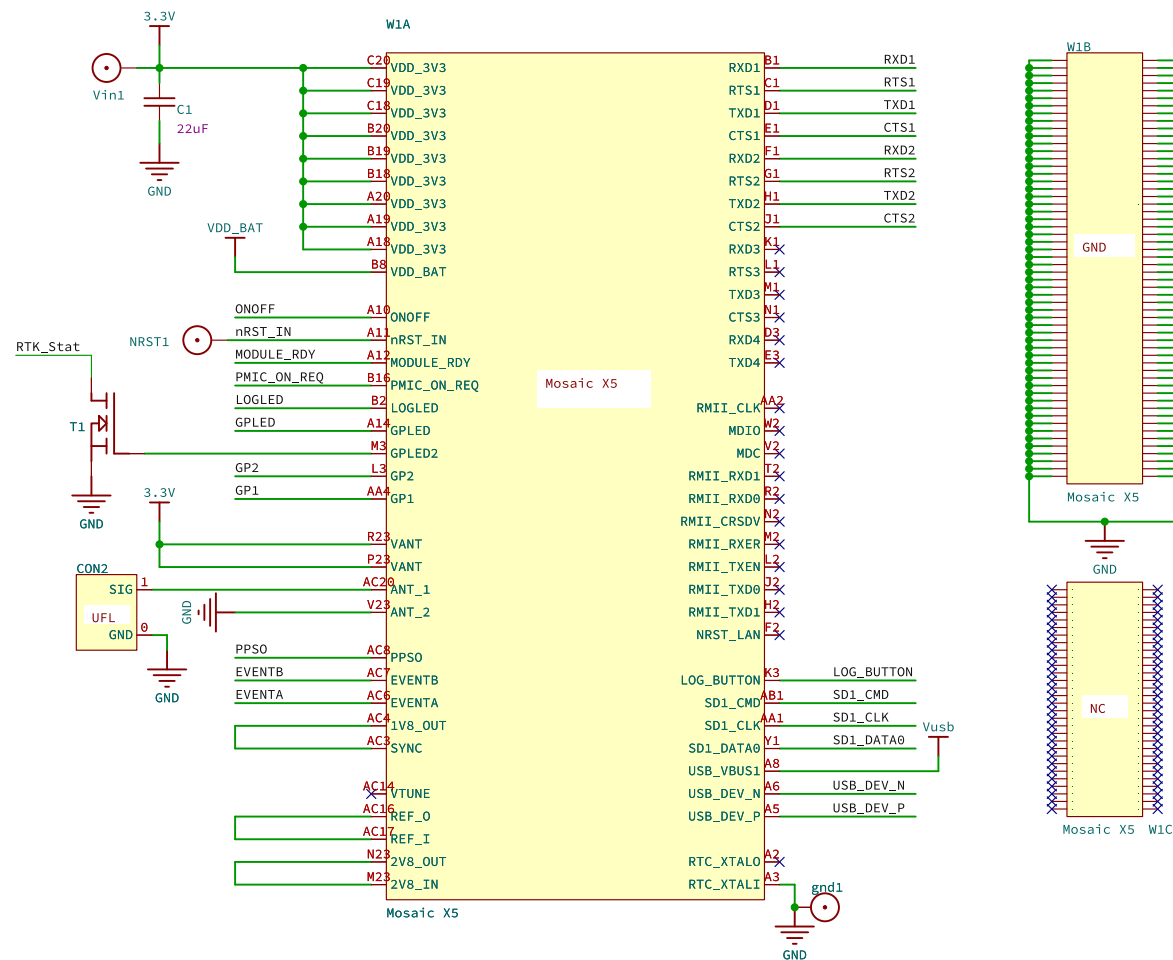 3.3V
W1A
W1B
Vin1
C1
22uF
GND
C20 VDD_3V3
C19 VDD_3V3
C18 VDD_3V3
B20 VDD_3V3
B19 VDD_3V3
B18 VDD_3V3
A20 VDD_3V3
A19 VDD_3V3
A18 VDD_3V3
VDD_BAT
B8 VDD_BAT
ONOFF A10 ONOFF
NRST1 nRST_IN A11 nRST_IN
RTK_Stat
MODULE_RDY A12 MODULE_RDY
PMIC_ON_REQ B16 PMIC_ON_REQ
LOGLED B2 LOGLED
T1
GPLED A14 GPLED
M3 GPLED2
GP2 L3 GP2
GP1 AA4 GP1
GND
3.3V
R23 VANT
P23 VANT
CON2
SIG 1
UFL
GND 0
GND
AC20 ANT_1
GND
V23 ANT_2
PPSO AC8 PPSO
EVENTB AC7 EVENTB
EVENTA AC6 EVENTA
AC4 1V8_OUT
AC3 SYNC
AC14 VTUNE
AC16 REF_O
AC17 REF_I
N23 2V8_OUT
M23 2V8_IN
Mosaic X5
Mosaic X5
RXD1 B1 RXD1
RTS1 C1 RTS1
TXD1 D1 TXD1
CTS1 E1 CTS1
RXD2 F1 RXD2
RTS2 G1 RTS2
TXD2 H1 TXD2
CTS2 J1 CTS2
RXD3 K1
RTS3 L1
TXD3 M1
CTS3 N1
RXD4 D3
TXD4 E3
RMII_CLK AA2
MDIO W2
MDC V2
RMII_RXD1 T2
RMII_RXD0 R2
RMII_CRSDV N2
RMII_RXER M2
RMII_TXEN L2
RMII_TXD0 J2
RMII_TXD1 H2
NRST_LAN F2
LOG_BUTTON K3 LOG_BUTTON
SD1_CMD AB1 SD1_CMD
SD1_CLK AA1 SD1_CLK
SD1_DATA0 Y1 SD1_DATA0
Vusb
USB_VBUS1 A8
USB_DEV_N A6 USB_DEV_N
USB_DEV_P A5 USB_DEV_P
RTC_XTALO A2
RTC_XTALI A3
gnd1
GND
GND
Mosaic X5
GND
NC
Mosaic X5 W1C